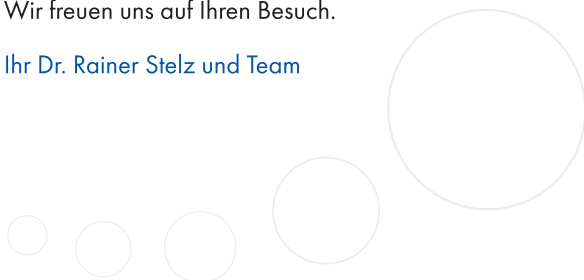 Wir freuen uns auf Ihren Besuch.
Ihr Dr. Rainer Stelz und Team